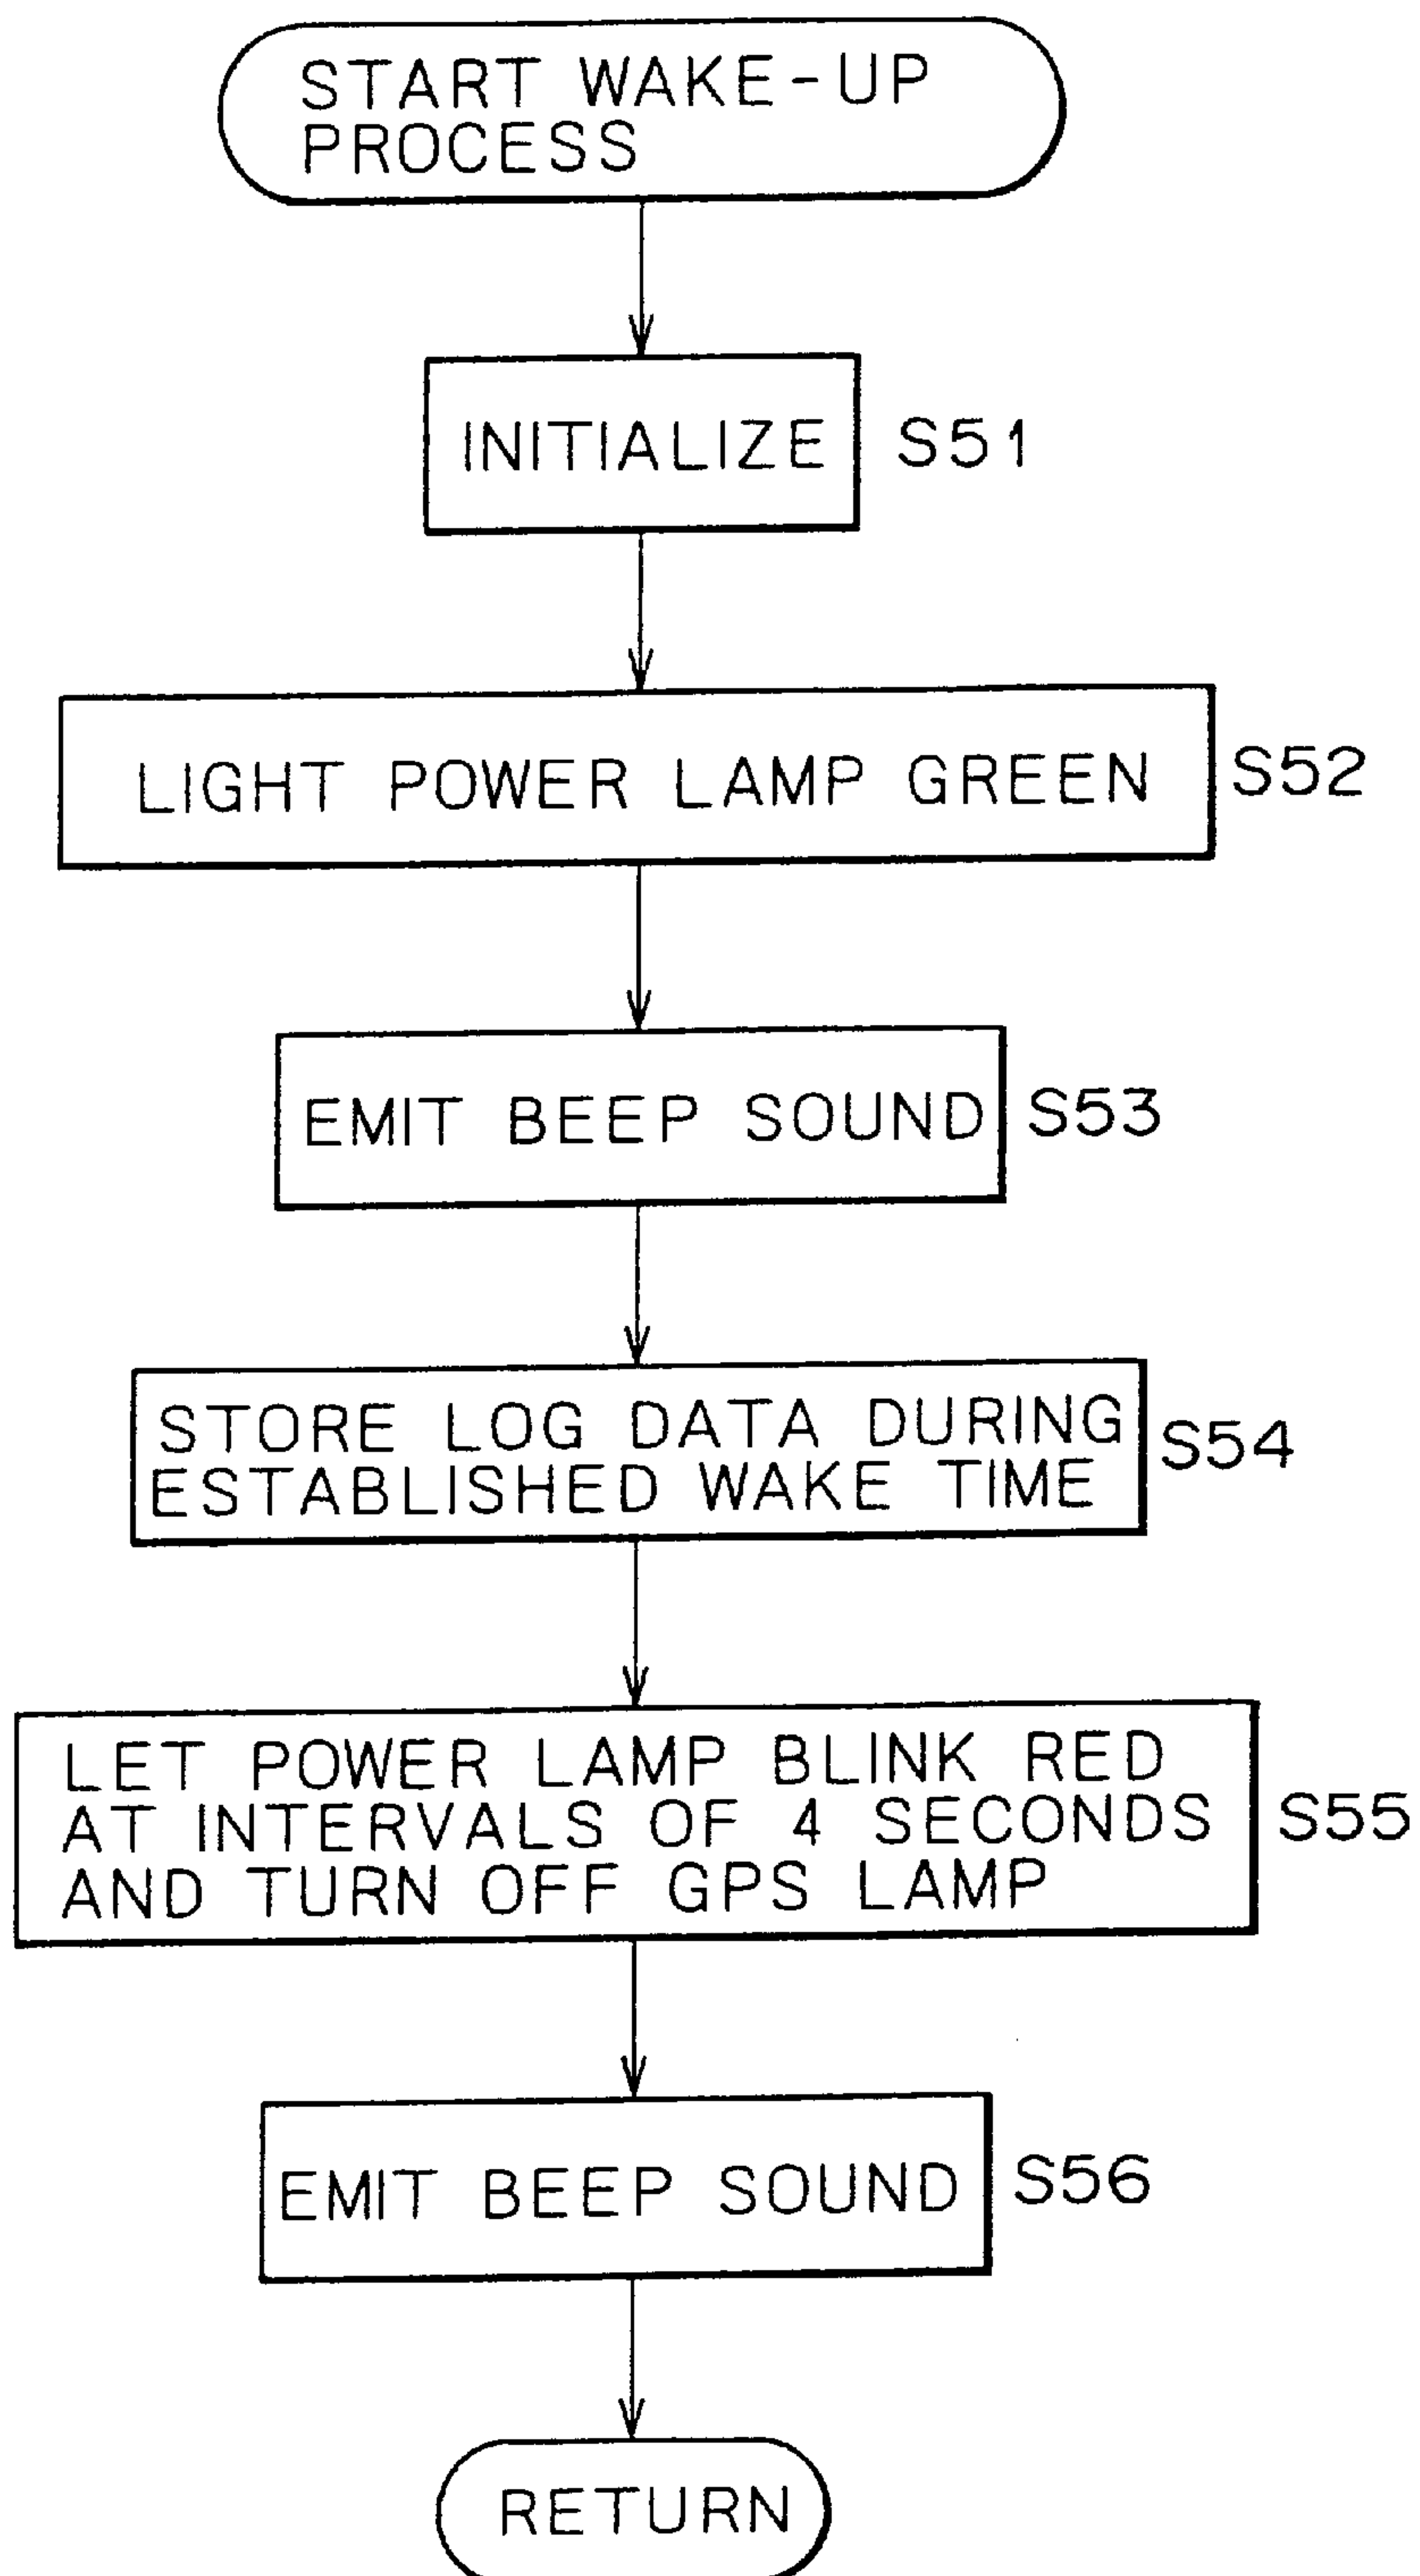 START WAKE-UP
PROCESS
INITIALIZE S51
LIGHT POWER LAMP GREEN S52
EMIT BEEP SOUND S53
STORE LOG DATA DURING
ESTABLISHED WAKE TIME
S54
LET POWER LAMP BLINK RED
AT INTERVALS OF 4 SECONDS
AND TURN OFF GPS LAMP
S55
EMIT BEEP SOUND S56
RETURN